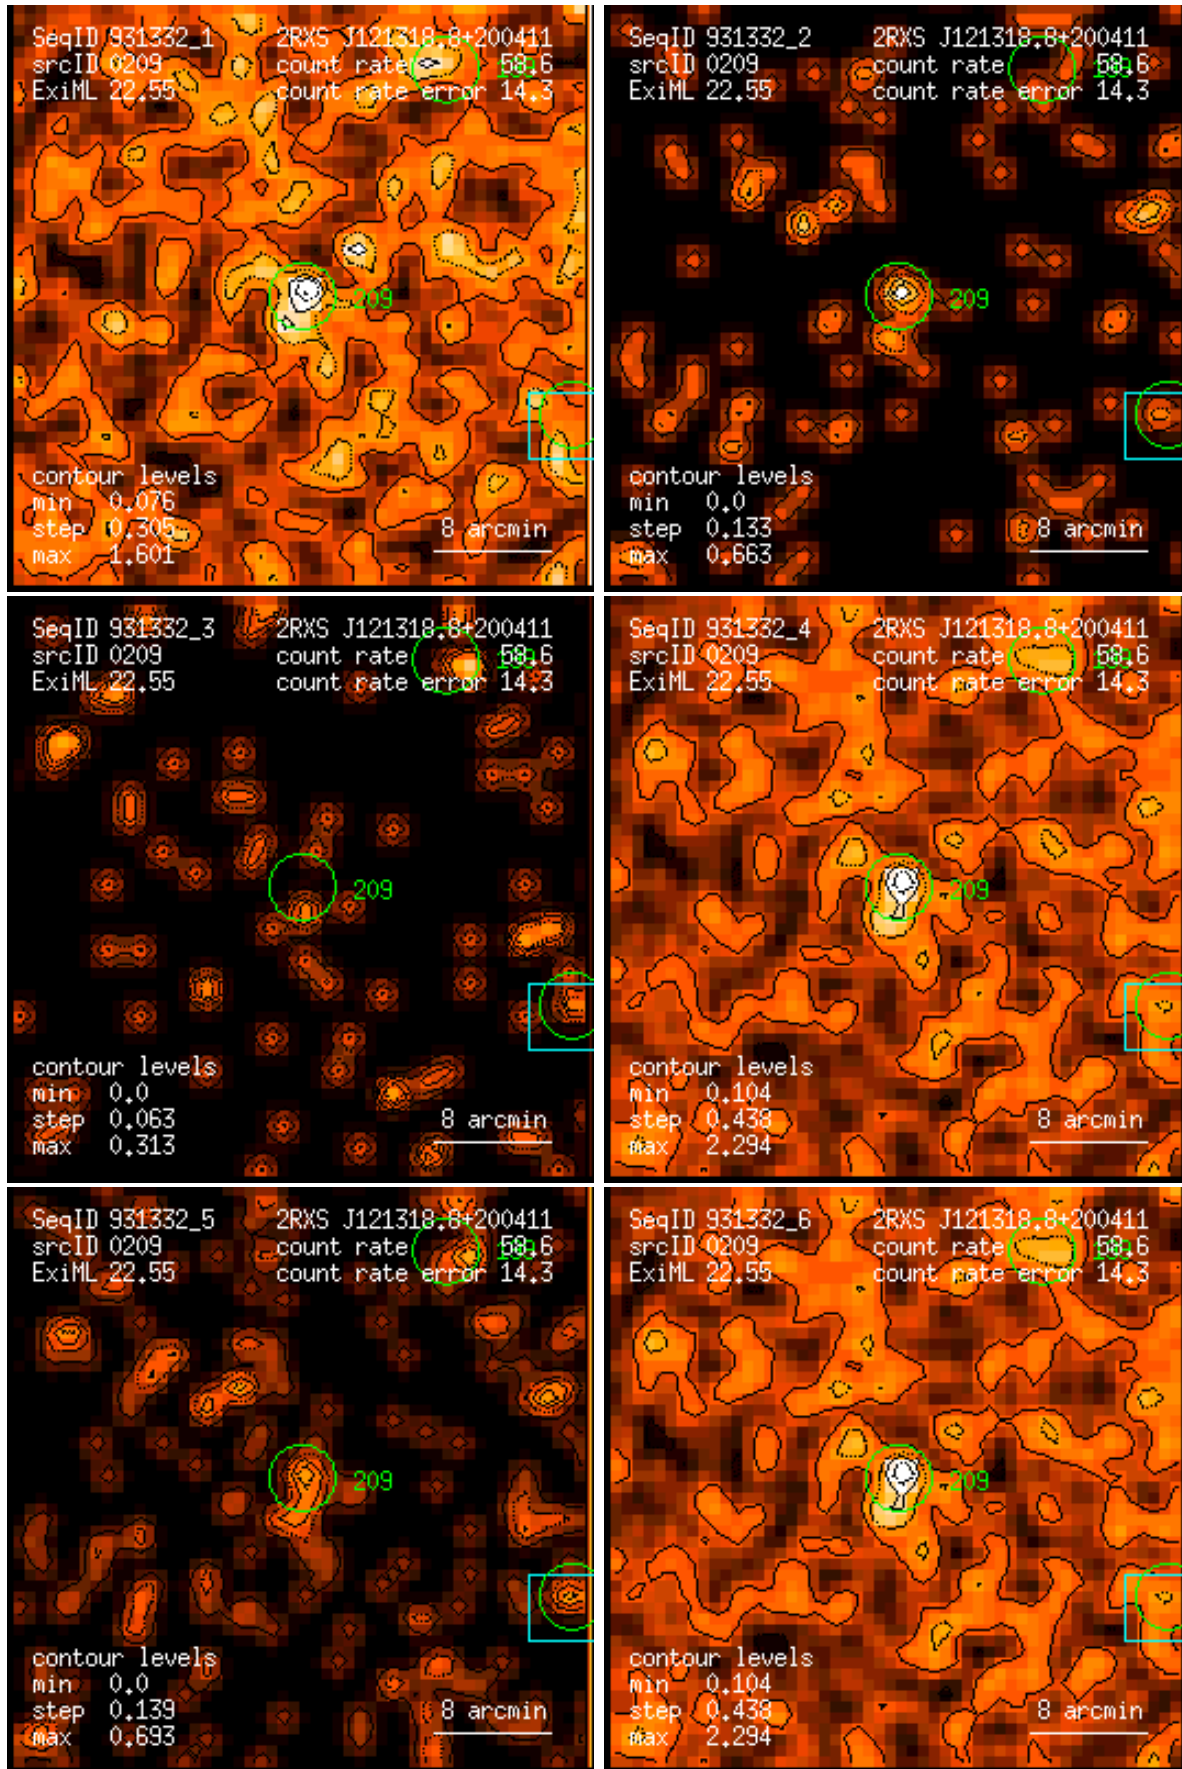 SeqID 931332_1 2RXS J121318.8+200411
srcID 0209 count rate 58.6
ExiML 22.55 count rate error 14.3
209
contour levels
min 0.076
step 0.305
max 1.601
8 arcmin
SeqID 931332_2 2RXS J121318.8+200411
srcID 0209 count rate 58.6
ExiML 22.55 count rate error 14.3
209
contour levels
min 0.0
step 0.133
max 0.663
8 arcmin
SeqID 931332_3 2RXS J121318.8+200411
srcID 0209 count rate 58.6
ExiML 22.55 count rate error 14.3
209
contour levels
min 0.0
step 0.063
max 0.313
8 arcmin
SeqID 931332_4 2RXS J121318.8+200411
srcID 0209 count rate 58.6
ExiML 22.55 count rate error 14.3
209
contour levels
min 0.104
step 0.438
max 2.294
8 arcmin
SeqID 931332_5 2RXS J121318.8+200411
srcID 0209 count rate 58.6
ExiML 22.55 count rate error 14.3
209
contour levels
min 0.0
step 0.139
max 0.693
8 arcmin
SeqID 931332_6 2RXS J121318.8+200411
srcID 0209 count rate 58.6
ExiML 22.55 count rate error 14.3
209
contour levels
min 0.104
step 0.438
max 2.294
8 arcmin